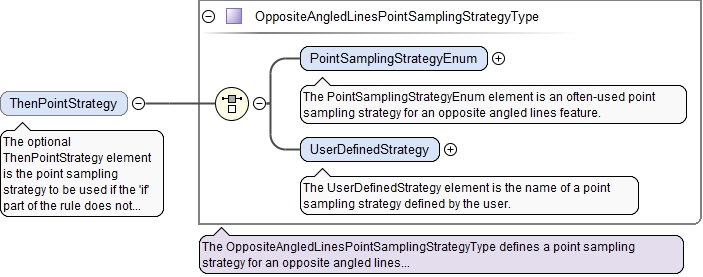 OppositeAngledLinesPointSamplingStrategyType
PointSamplingStrategyEnum
The PointSamplingStrategyEnum element is an often-used point
sampling strategy for an opposite angled lines feature.
ThenPointStrategy
The optional
ThenPointStrategy element
is the point sampling
strategy to be used if the 'if'
part of the rule does not...
UserDefinedStrategy
The UserDefinedStrategy element is the name of a point
sampling strategy defined by the user.
The OppositeAngledLinesPointSamplingStrategyType defines a point sampling
strategy for an opposite angled lines...